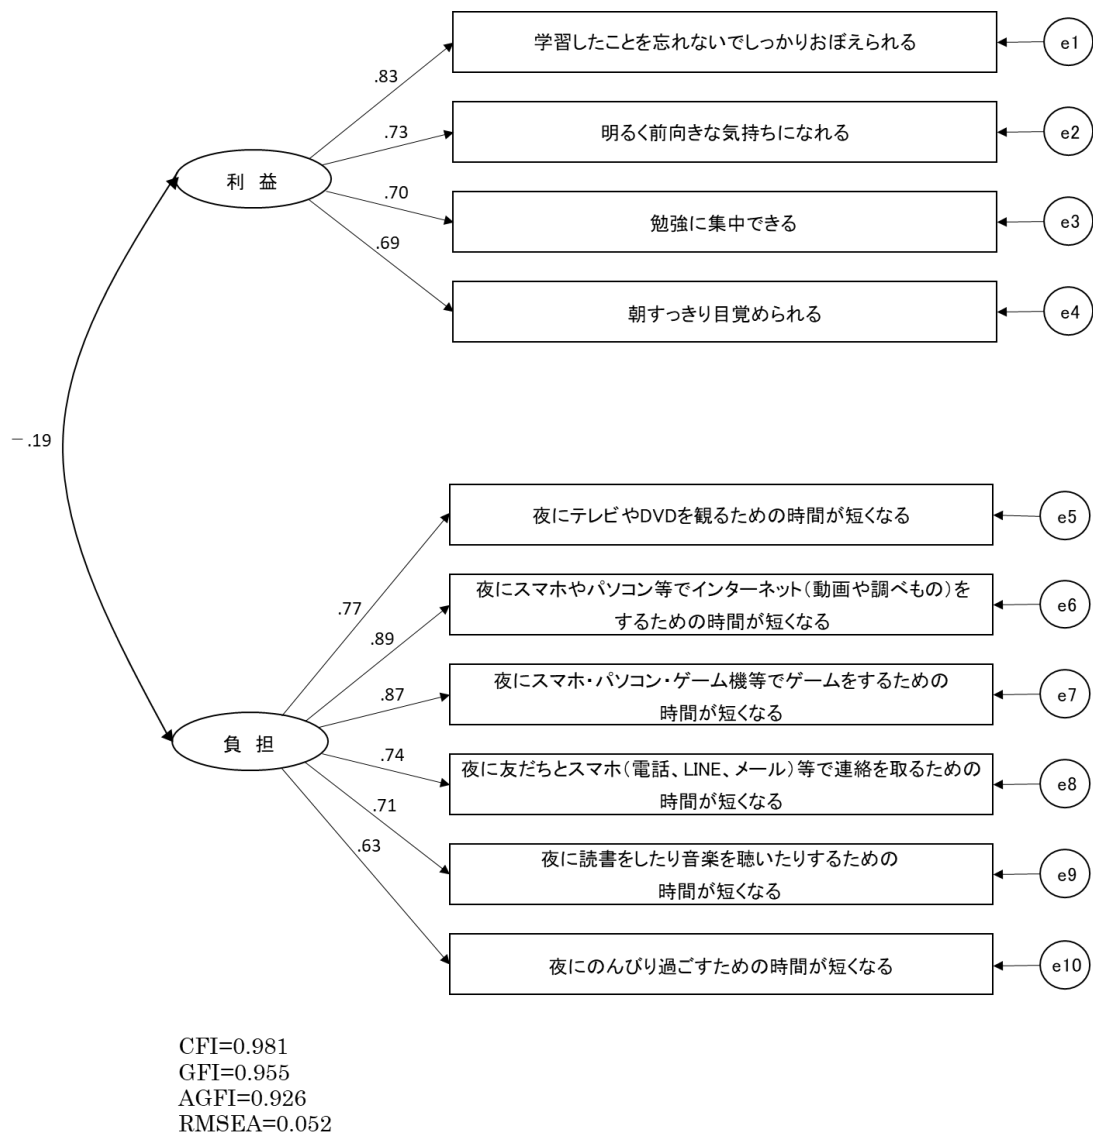 学習したことを忘れないでしっかりおぼえられる
e1
.83
.73
明るく前向きな気持ちになれる
e2
利 益
.70
勉強に集中できる
e3
.69
朝すっきり目覚められる
e4
－.19
夜にテレビやDVDを観るための時間が短くなる
e5
.77
夜にスマホやパソコン等でインターネット（動画や調べもの）を
するための時間が短くなる
e6
.89
.87
夜にスマホ・パソコン・ゲーム機等でゲームをするための
時間が短くなる
e7
負 担
.74
夜に友だちとスマホ（電話、LINE、メール）等で連絡を取るための
時間が短くなる
e8
.71
.63
夜に読書をしたり音楽を聴いたりするための
時間が短くなる
e9
夜にのんびり過ごすための時間が短くなる
e10
CFI=0.981
GFI=0.955
AGFI=0.926
RMSEA=0.052